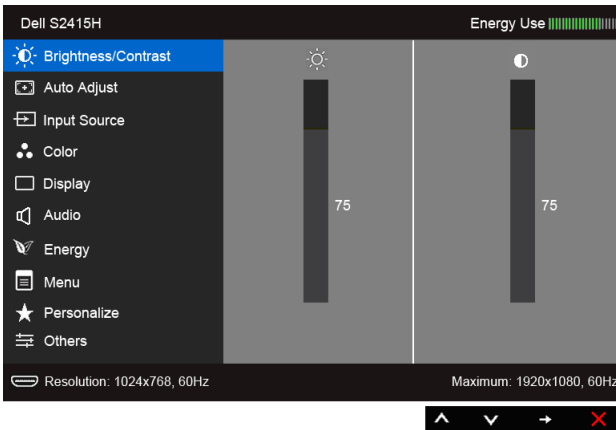 Dell S2415H
Energy Use
Brightness/Contrast
Auto Adjust
Input Source
Color
Display
Audio
Energy
Menu
Personalize
Others
75
75
Resolution: 1024x768, 60Hz
Maximum: 1920x1080, 60Hz